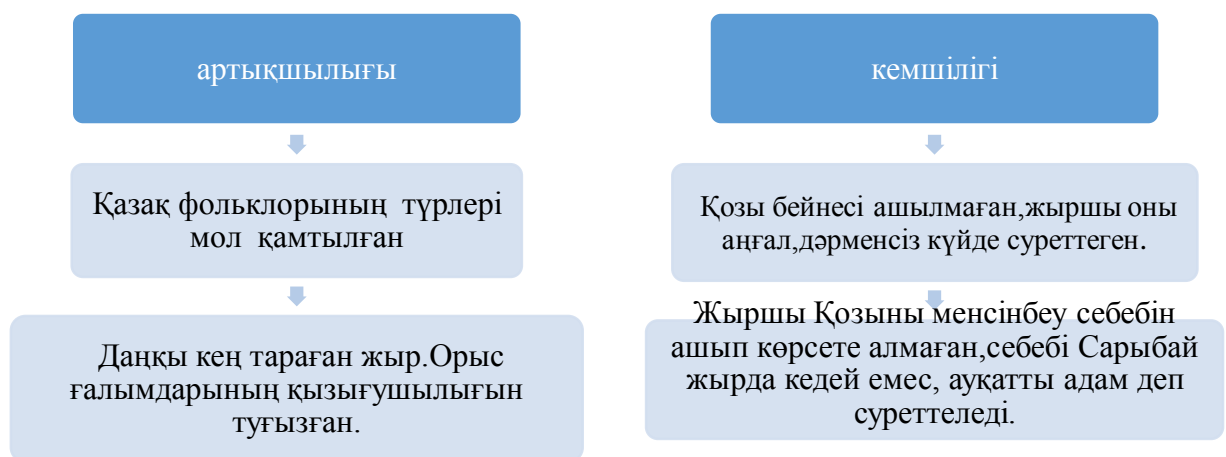 артықшылығы
Қазақ фольклорының түрлері
мол қамтылған
Даңқы кең тараған жыр.Орыс
ғалымдарының қызығушылығын
туғызған.
кемшілігі
Қозы бейнесі ашылмаған,жыршы оны
аңғал,дәрменсіз күйде суреттеген.
Жыршы Қозыны менсінбеу себебін
ашып көрсете алмаған,себебі Сарыбай
жырда кедей емес, ауқатты адам деп
суреттеледі.